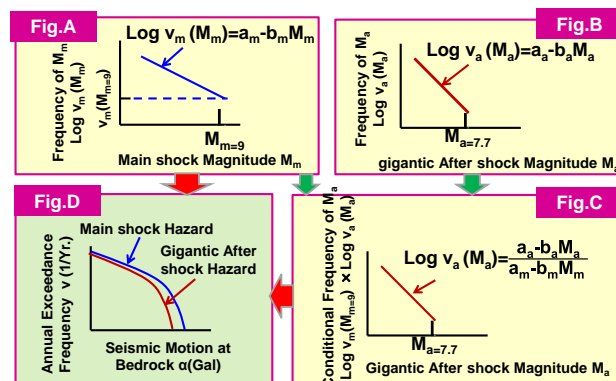 Fig.A
Log vₘ (Mₘ)=aₘ-bₘMₘ
Frequency of Mₘ
Log vₘ (Mₘ)
vₘ(Mₘ₌₉)
Mₘ₌₉
Main shock Magnitude Mₘ
Fig.B
Log vₐ (Mₐ)=aₐ-bₐMₐ
Frequency of Mₐ
Log vₐ (Mₐ)
Mₐ₌₇.₇
gigantic After shock Magnitude Mₐ
Fig.D
Main shock Hazard
Gigantic After
shock Hazard
Annual Exceedance
Frequency v (1/Yr.)
Seismic Motion at
Bedrock α(Gal)
Fig.C
Conditional Frequency of Mₐ
Log vₘ(Mₘ₌₉) × Log vₐ (Mₐ)
Log vₐ (Mₐ)=
aₐ-bₐMₐ
aₘ-bₘMₘ
Mₐ₌₇.₇
Gigantic After shock Magnitude Mₐ